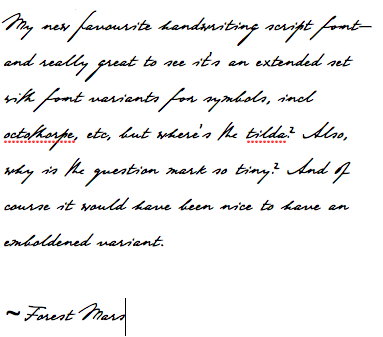 My new favourite handwriting script font—
and really great to see it's an extended set
with font variants for symbols, incl
octothorpe, etc, but where's the tilda? Also,
why is the question mark so tiny? And of
course it would have been nice to have an
emboldened variant.
~ Forest Mars